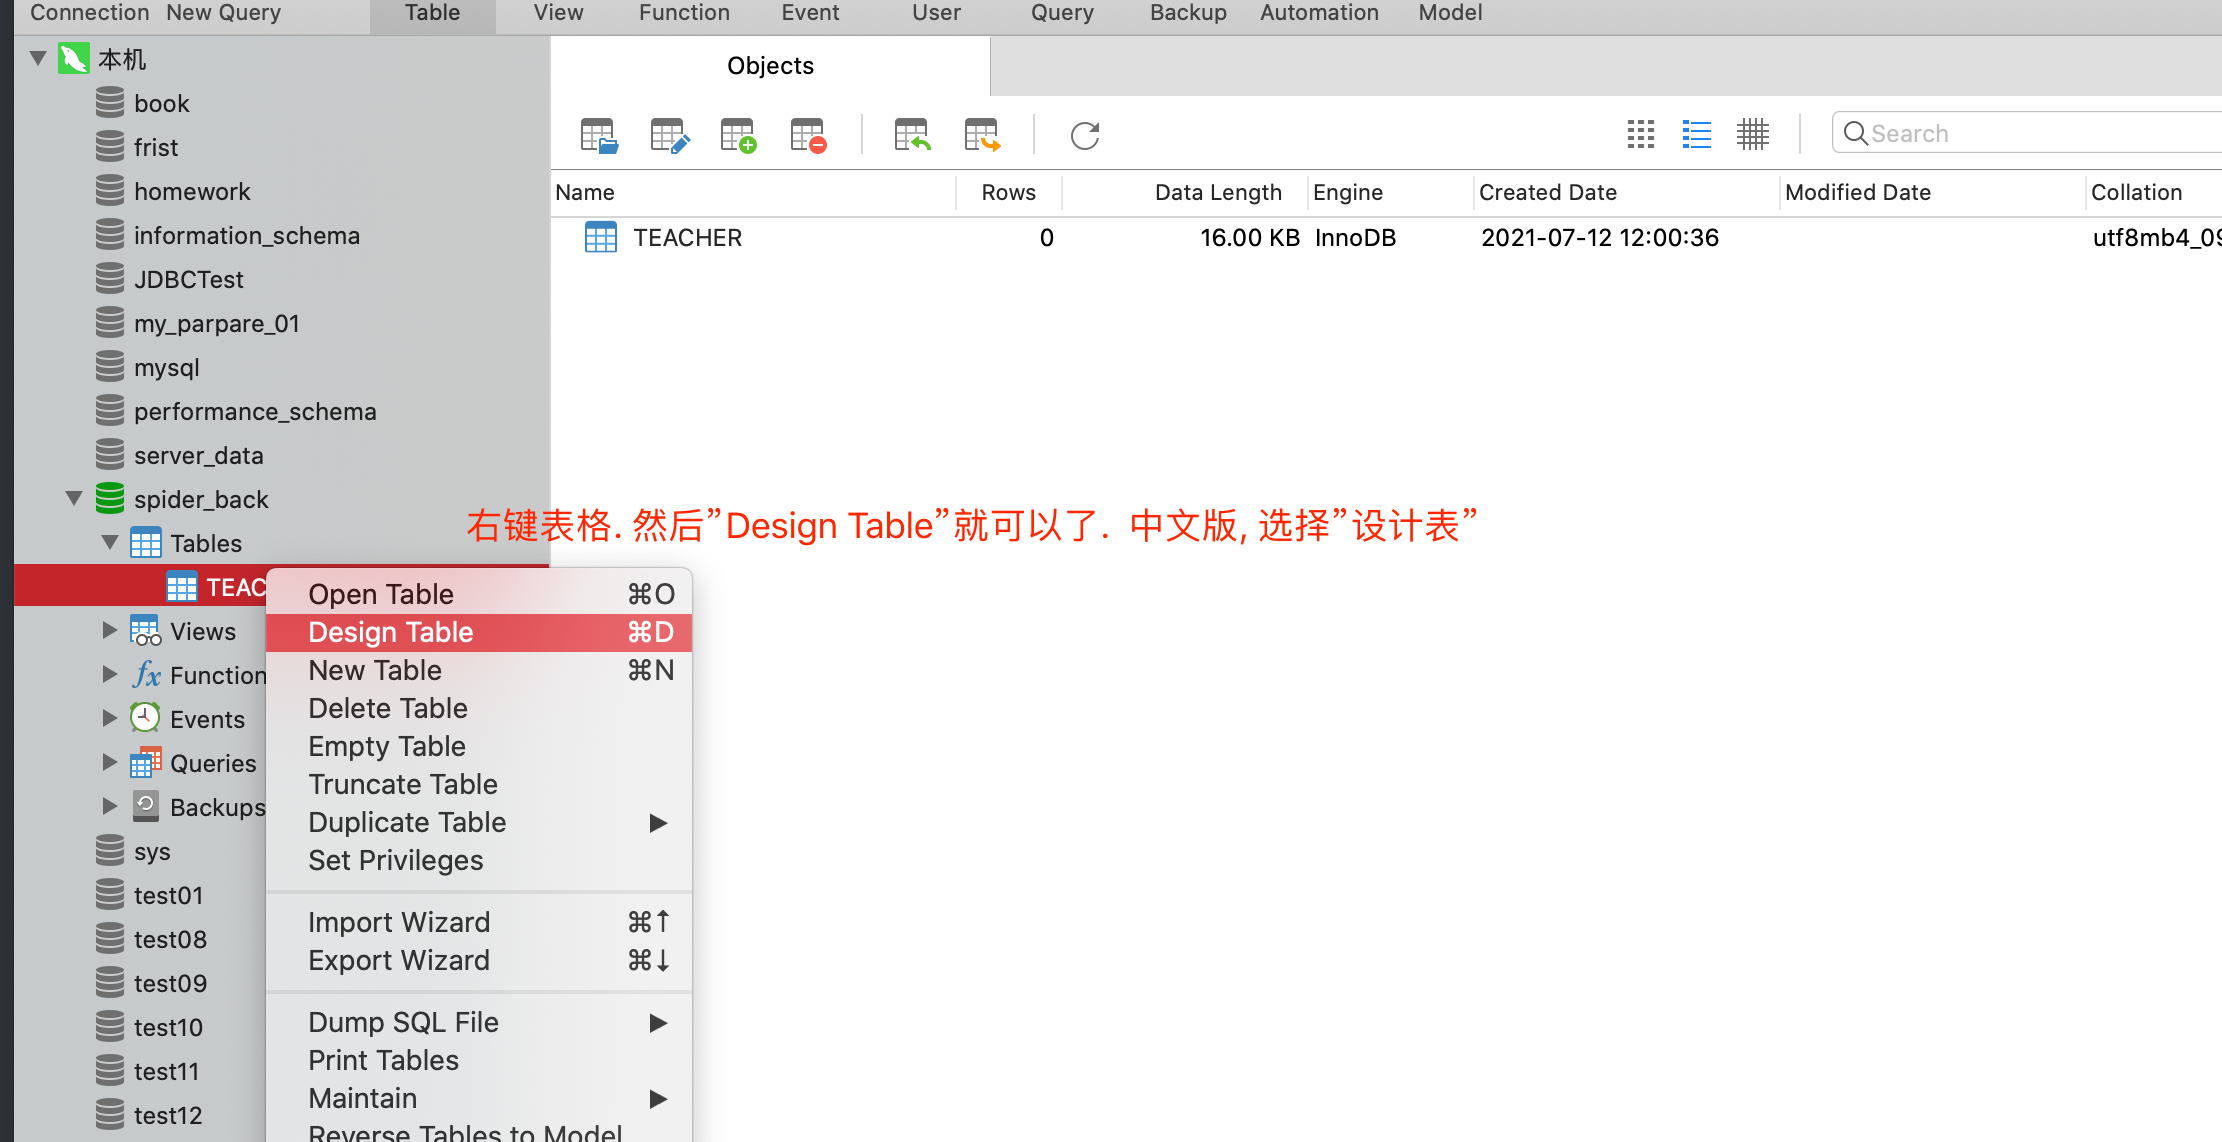 Connection New Query Table View Function Event User Query Backup Automation Model
本机
book
frist
homework
information_schema
JDBCTest
my_parpare_01
mysql
performance_schema
server_data
spider_back
Tables
TEAC
Views
Function
Events
Queries
Backups
sys
test01
test08
test09
test10
test11
test12
Objects
Search
Name Rows Data Length Engine Created Date Modified Date Collation
TEACHER 0 16.00 KB InnoDB 2021-07-12 12:00:36 utf8mb4_09
右键表格. 然后”Design Table”就可以了. 中文版, 选择”设计表”
Open Table ⌘O
Design Table ⌘D
New Table ⌘N
Delete Table
Empty Table
Truncate Table
Duplicate Table ▶
Set Privileges
Import Wizard ⌘↑
Export Wizard ⌘↓
Dump SQL File ▶
Print Tables
Maintain ▶
Reverse Tables to Model